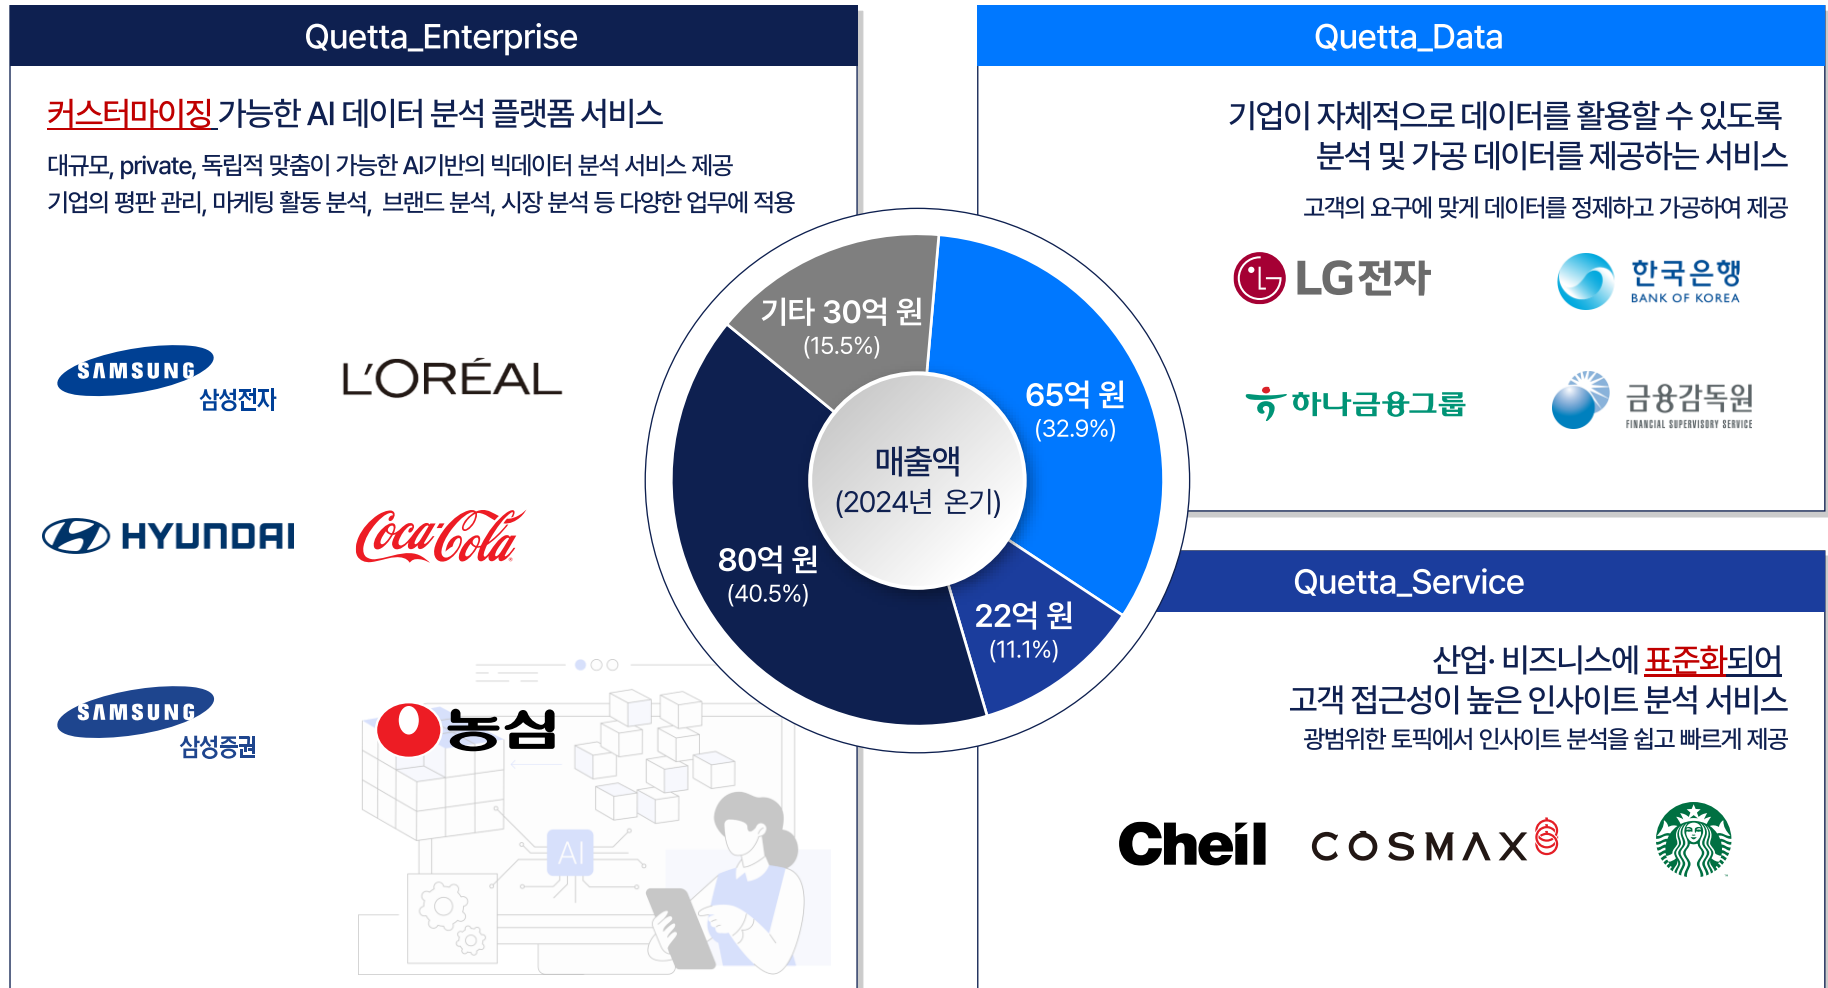 Quetta_Enterprise
커스터마이징 가능한 AI 데이터 분석 플랫폼 서비스
대규모, private, 독립적 맞춤이 가능한 AI기반의 빅데이터 분석 서비스 제공
기업의 평판 관리, 마케팅 활동 분석, 브랜드 분석, 시장 분석 등 다양한 업무에 적용
SAMSUNG
삼성전자
L'ORÉAL
HYUNDAI
Coca-Cola
SAMSUNG
삼성증권
농심
AI
기타 30억 원
(15.5%)
65억 원
(32.9%)
매출액
(2024년 온기)
80억 원
(40.5%)
22억 원
(11.1%)
Quetta_Data
기업이 자체적으로 데이터를 활용할 수 있도록
분석 및 가공 데이터를 제공하는 서비스
고객의 요구에 맞게 데이터를 정제하고 가공하여 제공
LG전자
한국은행
BANK OF KOREA
하나금융그룹
금융감독원
FINANCIAL SUPERVISORY SERVICE
Quetta_Service
산업· 비즈니스에 표준화되어
고객 접근성이 높은 인사이트 분석 서비스
광범위한 토픽에서 인사이트 분석을 쉽고 빠르게 제공
Cheil
COSMAX